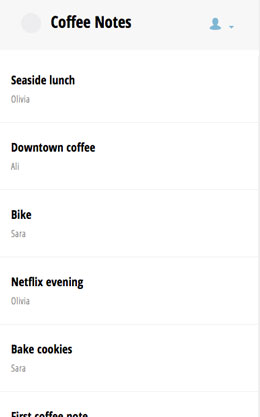 Coffee Notes
Seaside lunch
Olivia
Downtown coffee
Ali
Bike
Sara
Netflix evening
Olivia
Bake cookies
Sara
First coffee note